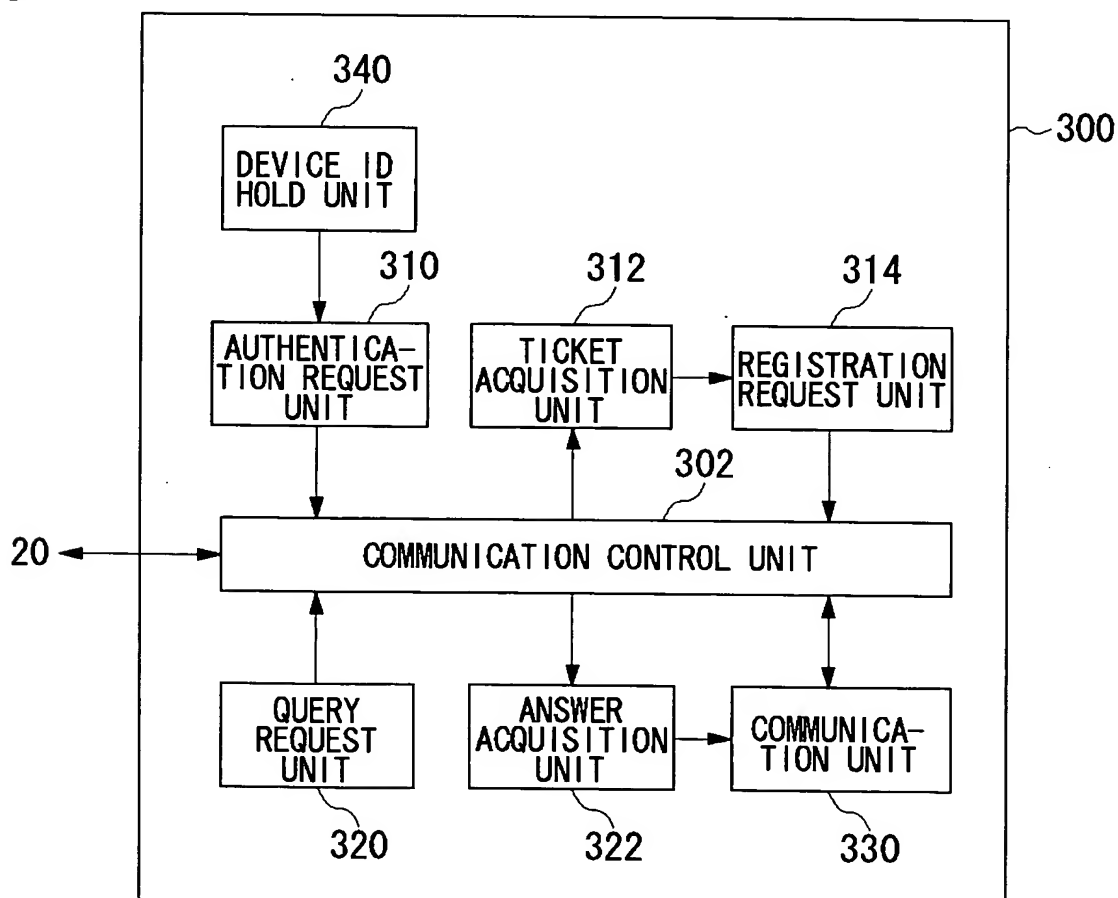 340
300
DEVICE ID
HOLD UNIT
310
312
314
AUTHENTICA-
TION REQUEST
UNIT
TICKET
ACQUISITION
UNIT
REGISTRATION
REQUEST UNIT
302
20
COMMUNICATION CONTROL UNIT
QUERY
REQUEST
UNIT
ANSWER
ACQUISITION
UNIT
COMMUNICA-
TION UNIT
320
322
330